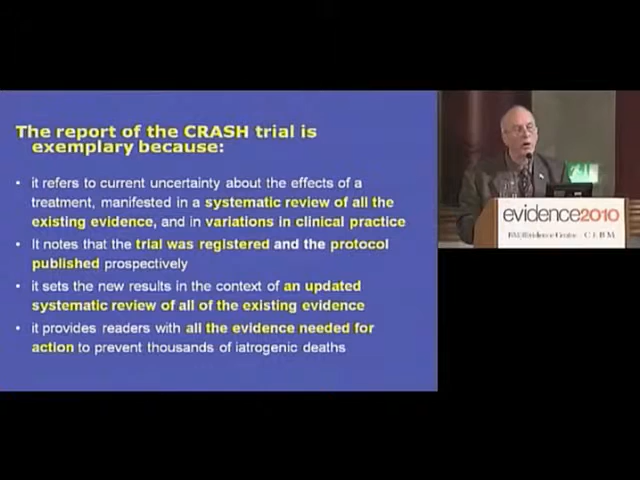 The report of the CRASH trial is
exemplary because:
• it refers to current uncertainty about the effects of a
treatment, manifested in a systematic review of all the
existing evidence, and in variations in clinical practice
• It notes that the trial was registered and the protocol
published prospectively
• it sets the new results in the context of an updated
systematic review of all of the existing evidence
• it provides readers with all the evidence needed for
action to prevent thousands of iatrogenic deaths
evidence2010
BMJ Evidence Centre CEBM